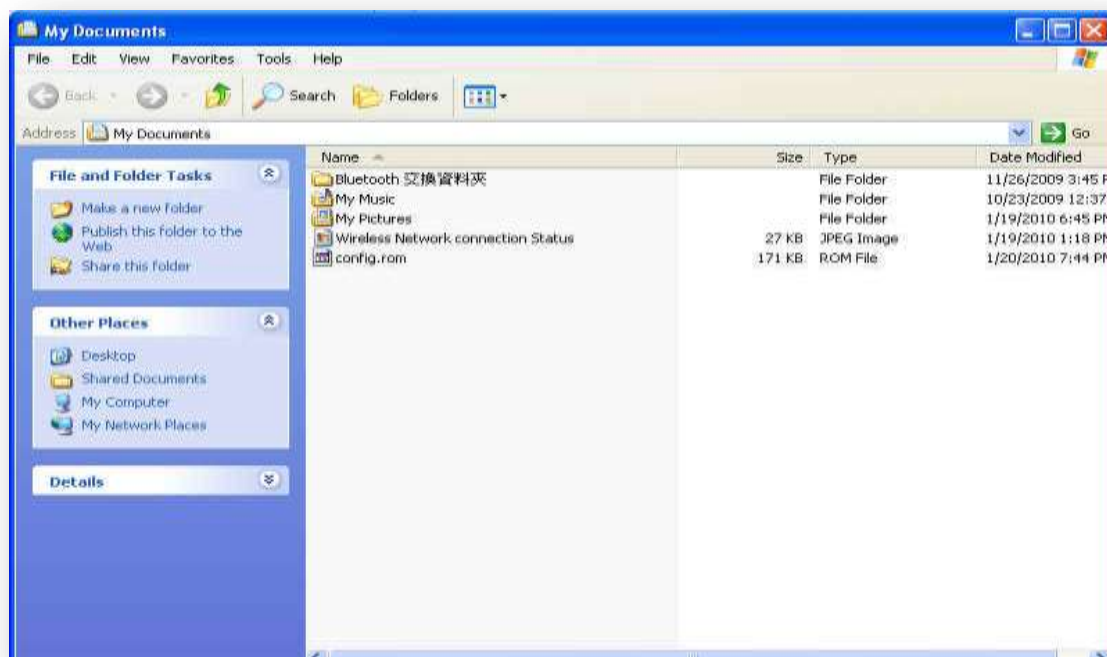 My Documents
File Edit View Favorites Tools Help
Back Search Folders
Address My Documents Go
Name Size Type Date Modified
File and Folder Tasks
Make a new folder
Publish this folder to the
Web
Share this folder
Other Places
Desktop
Shared Documents
My Computer
My Network Places
Details
Bluetooth 交換資料夾 File Folder 11/26/2009 3:45 P
My Music File Folder 10/23/2009 12:37
My Pictures File Folder 1/19/2010 6:45 PM
Wireless Network connection Status 27 KB JPEG Image 1/19/2010 1:18 PM
config.rom 171 KB ROM File 1/20/2010 7:44 PM